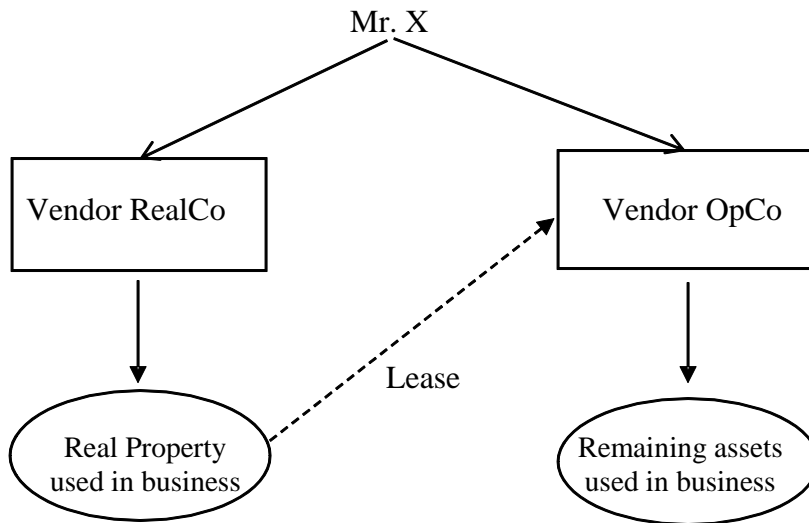 Mr. X
Vendor RealCo
Vendor OpCo
Lease
Real Property
used in business
Remaining assets
used in business